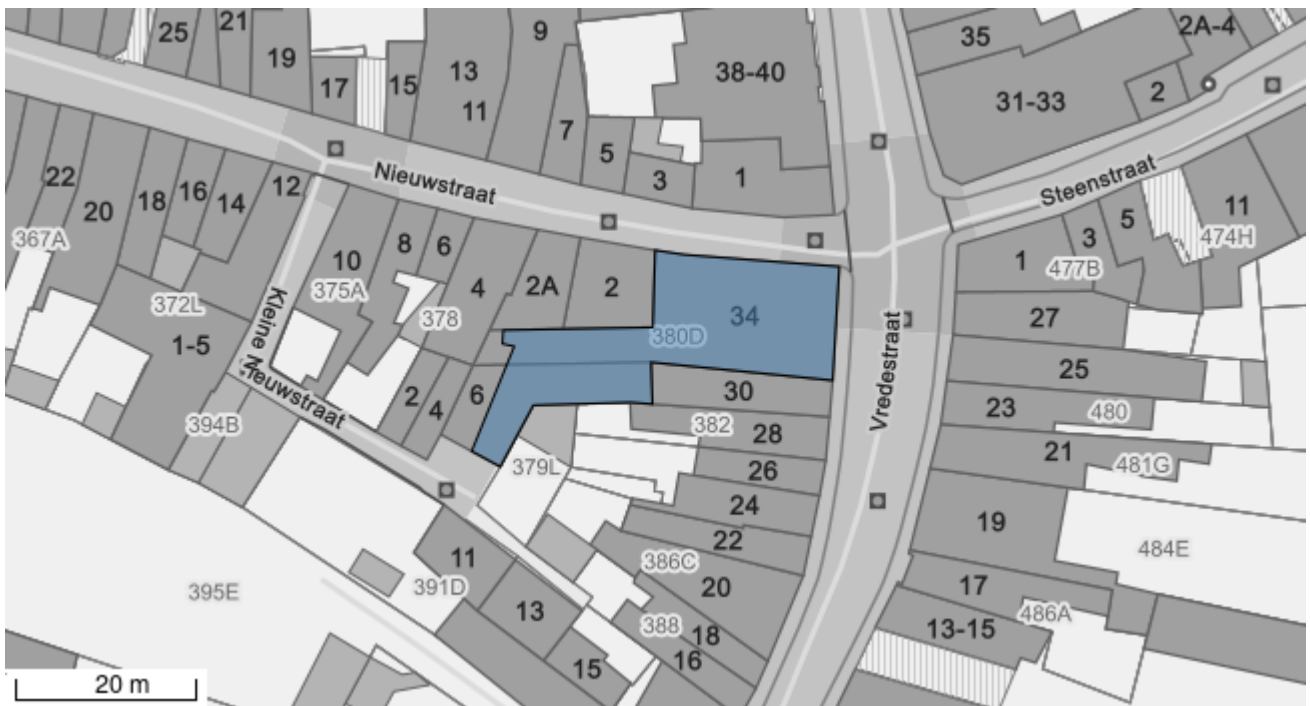 25
21
19
17
15
13
11
9
7
5
3
38-40
1
35
31-33
2A-4
2
Nieuwstraat
Steenstraat
22
20
18
16
14
12
367A
372L
1-5
10
375A
8
6
4
378
2A
2
34
380D
Kleine Nieuwstraat
2
4
6
394B
379L
Vredestraat
30
382
28
26
24
22
386C
20
388
18
16
1
3
477B
5
11
474H
27
25
23
480
21
481G
19
484E
17
486A
13-15
395E
391D
11
13
15
20 m